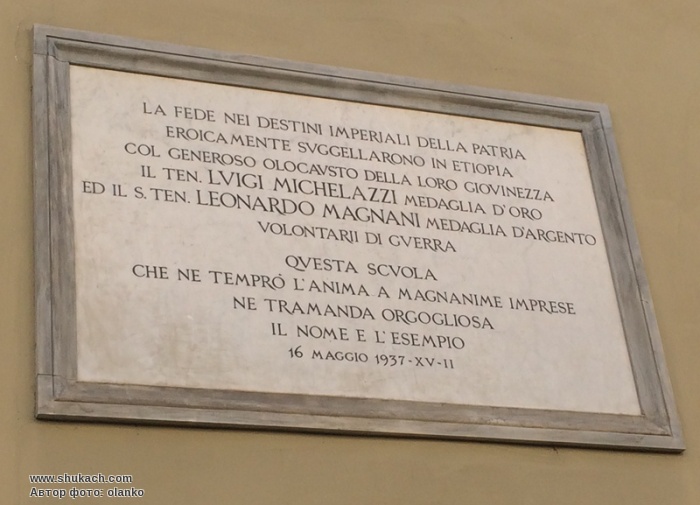 LA FEDE NEI DESTINI IMPERIALI DELLA PATRIA
EROICAMENTE SVGGELLARONO IN ETIOPIA
COL GENEROSO OLOCAVSTO DELLA LORO GIOVINEZZA
IL TEN. LVIGI MICHELAZZI MEDAGLIA D'ORO
ED IL S. TEN. LEONARDO MAGNANI MEDAGLIA D'ARGENTO
VOLONTARII DI GVERRA
QVESTA SCVOLA
CHE NE TEMPRÒ L'ANIMA A MAGNANIME IMPRESE
NE TRAMANDA ORGOGLIOSA
IL NOME E L'ESEMPIO
16 MAGGIO 1937-XV-II
www.shukach.com
Автор фото: olanko